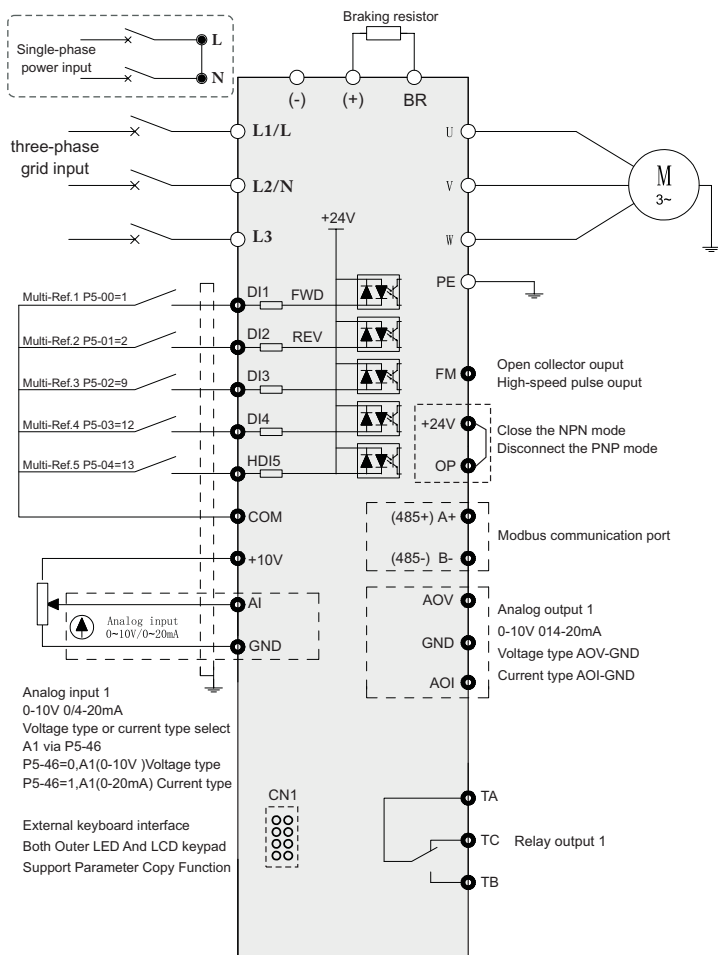 Braking resistor
Single-phase
power input
L
N
(-)
(+)
BR
three-phase
grid input
L1/L
L2/N
L3
U
V
W
M
3~
PE
+24V
Multi-Ref.1 P5-00=1
DI1
FWD
Multi-Ref.2 P5-01=2
DI2
REV
Multi-Ref.3 P5-02=9
DI3
Multi-Ref.4 P5-03=12
DI4
Multi-Ref.5 P5-04=13
HDI5
COM
+10V
AI
GND
Analog input
0~10V/0~20mA
FM
Open collector ouput
High-speed pulse ouput
+24V
OP
Close the NPN mode
Disconnect the PNP mode
(485+) A+
(485-) B-
Modbus communication port
AOV
GND
AOI
Analog output 1
0-10V 014-20mA
Voltage type AOV-GND
Current type AOI-GND
Analog input 1
0-10V 0/4-20mA
Voltage type or current type select
A1 via P5-46
P5-46=0,A1(0-10V )Voltage type
P5-46=1,A1(0-20mA) Current type
External keyboard interface
Both Outer LED And LCD keypad
Support Parameter Copy Function
CN1
TA
TC
TB
Relay output 1